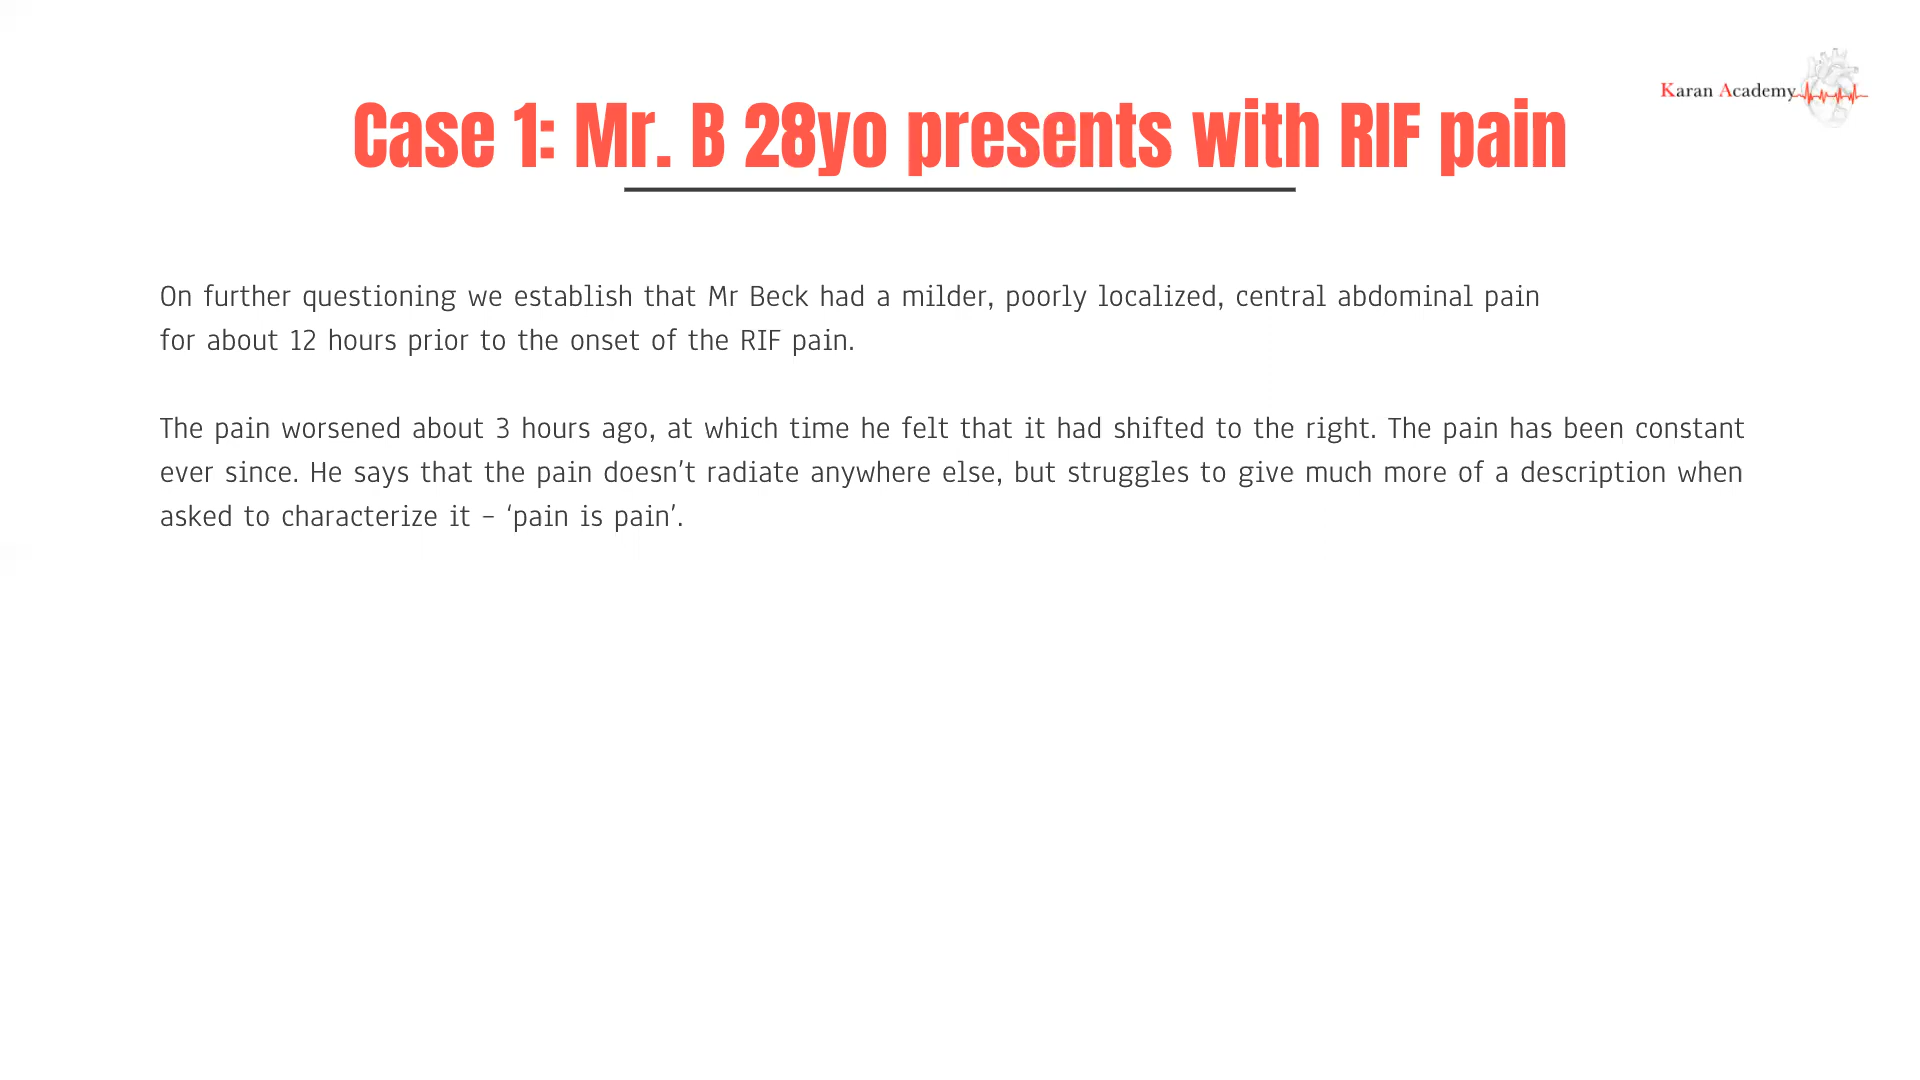 Karan Academy
Case 1: Mr. B 28yo presents with RIF pain
On further questioning we establish that Mr Beck had a milder, poorly localized, central abdominal pain
for about 12 hours prior to the onset of the RIF pain.
The pain worsened about 3 hours ago, at which time he felt that it had shifted to the right. The pain has been constant
ever since. He says that the pain doesn’t radiate anywhere else, but struggles to give much more of a description when
asked to characterize it – ‘pain is pain’.